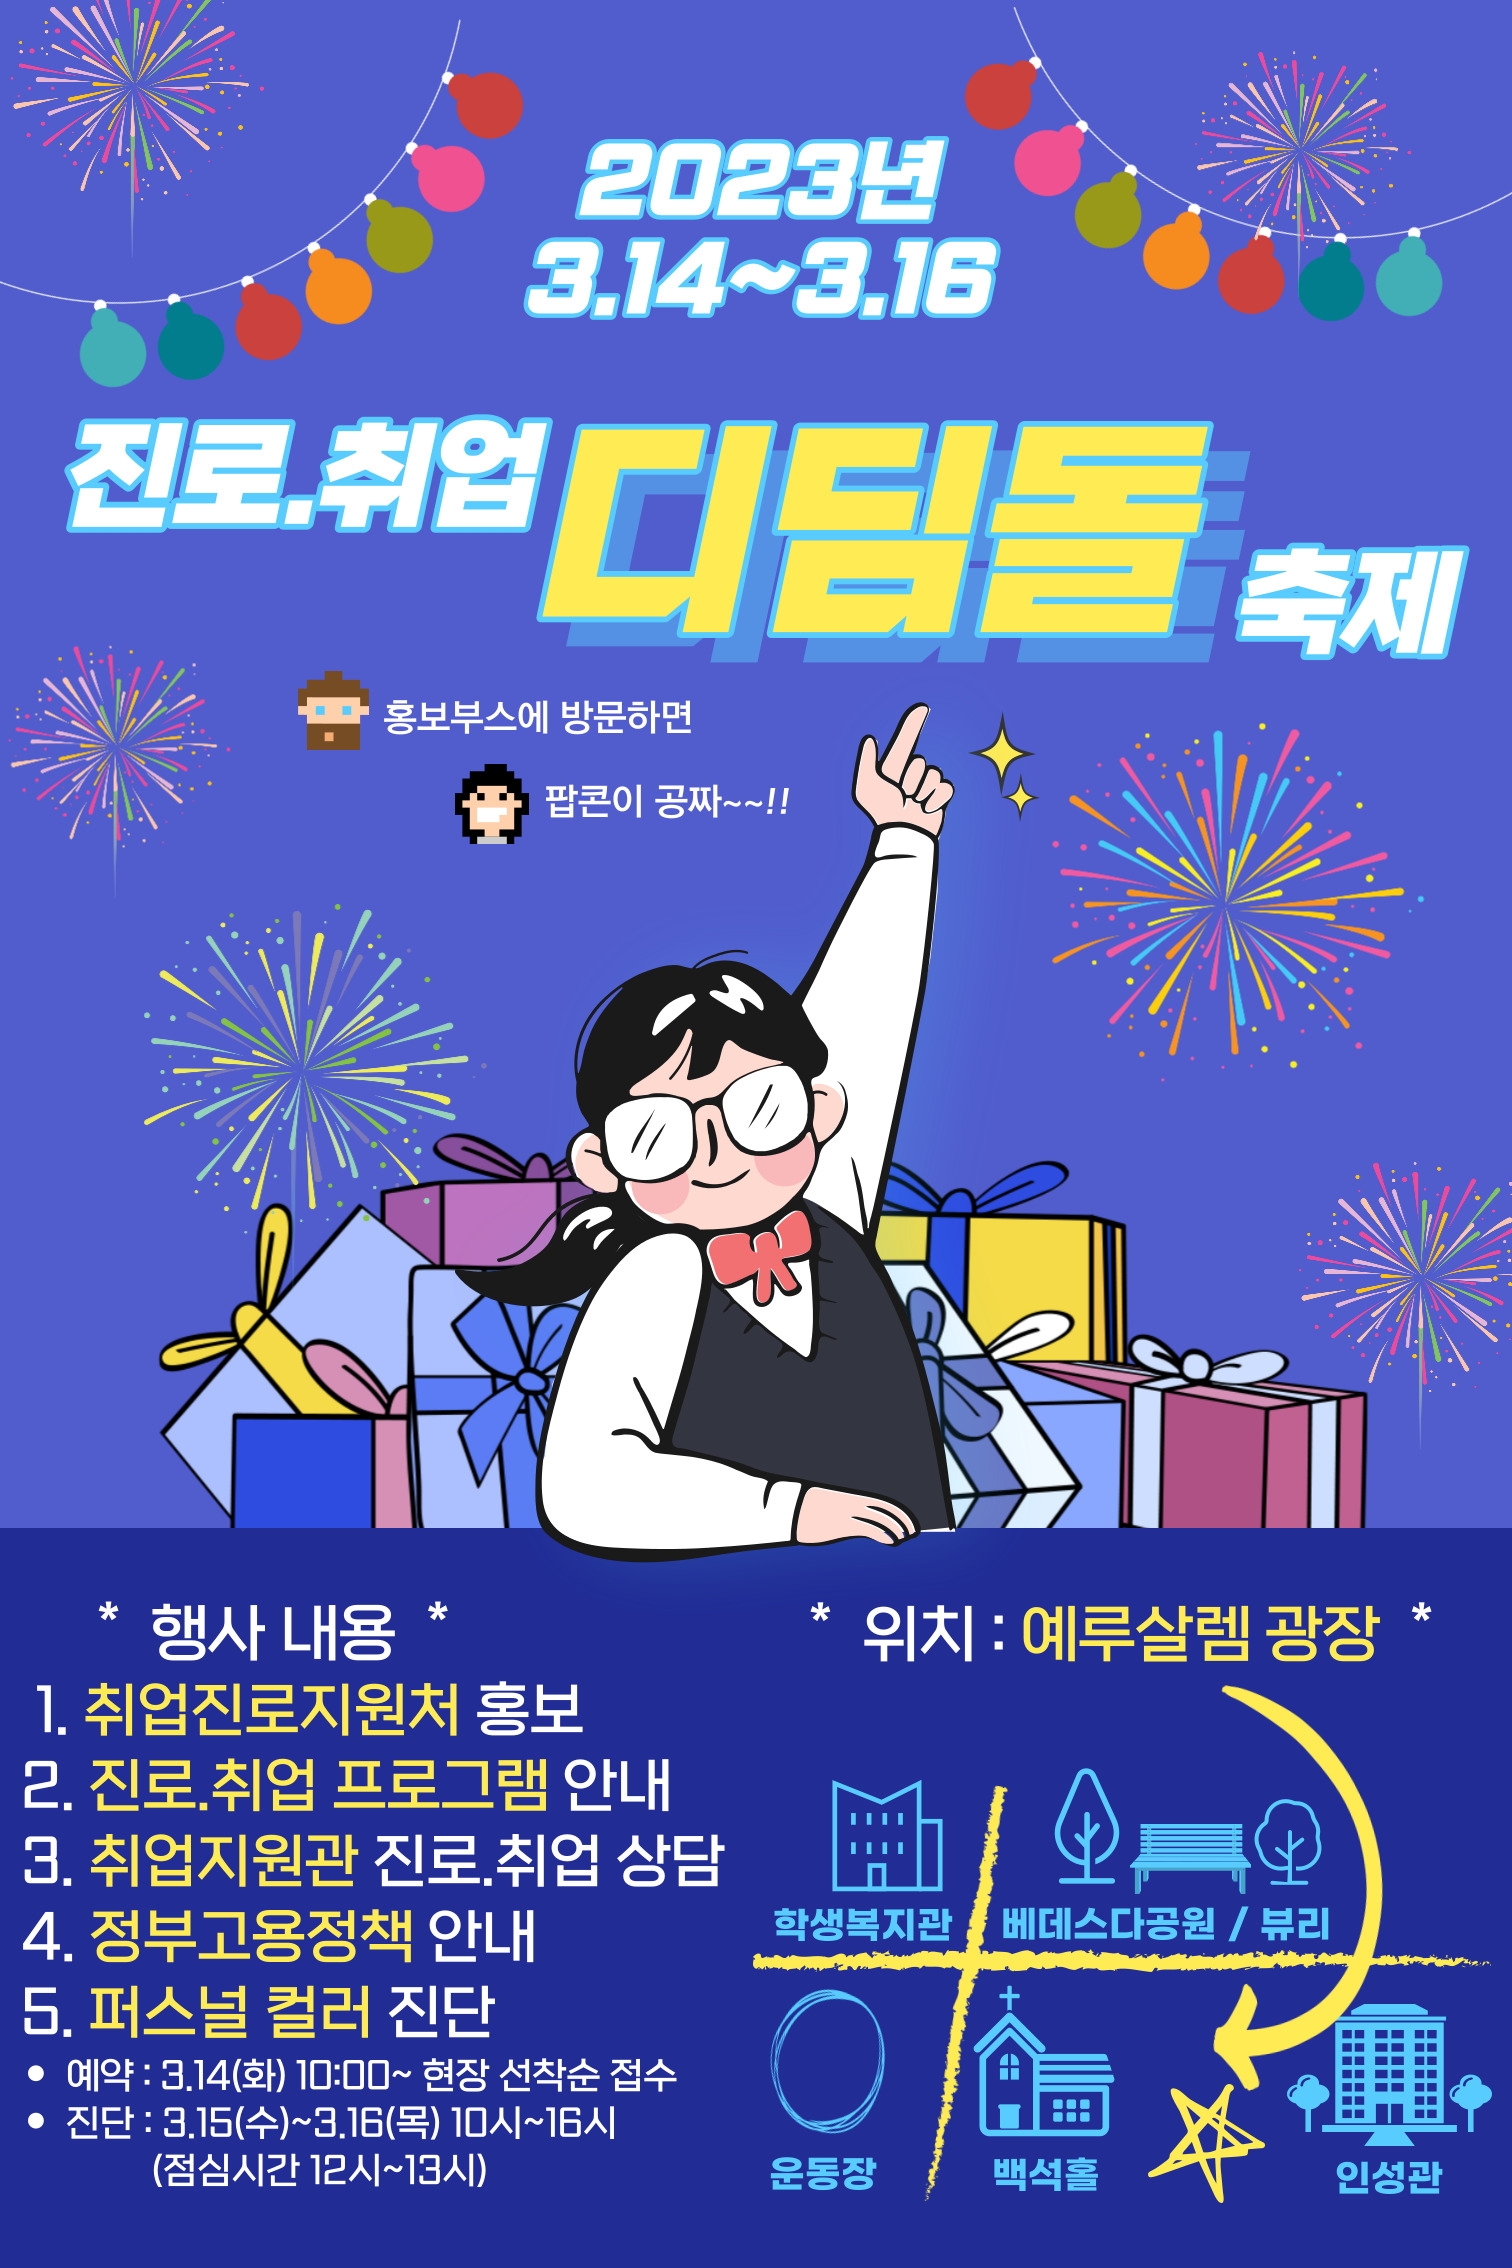 2023년
3.14~3.16
진로.취업 디딤돌 축제
홍보부스에 방문하면
팝콘이 공짜~~!!
* 행사 내용 *
1. 취업진로지원처 홍보
2. 진로.취업 프로그램 안내
3. 취업지원관 진로.취업 상담
4. 정부고용정책 안내
5. 퍼스널 컬러 진단
• 예약 : 3.14(화) 10:00~ 현장 선착순 접수
• 진단 : 3.15(수)~3.16(목) 10시~16시
(점심시간 12시~13시)
* 위치 : 예루살렘 광장 *
학생복지관
베데스다공원 / 뷰리
운동장
백석홀
인성관